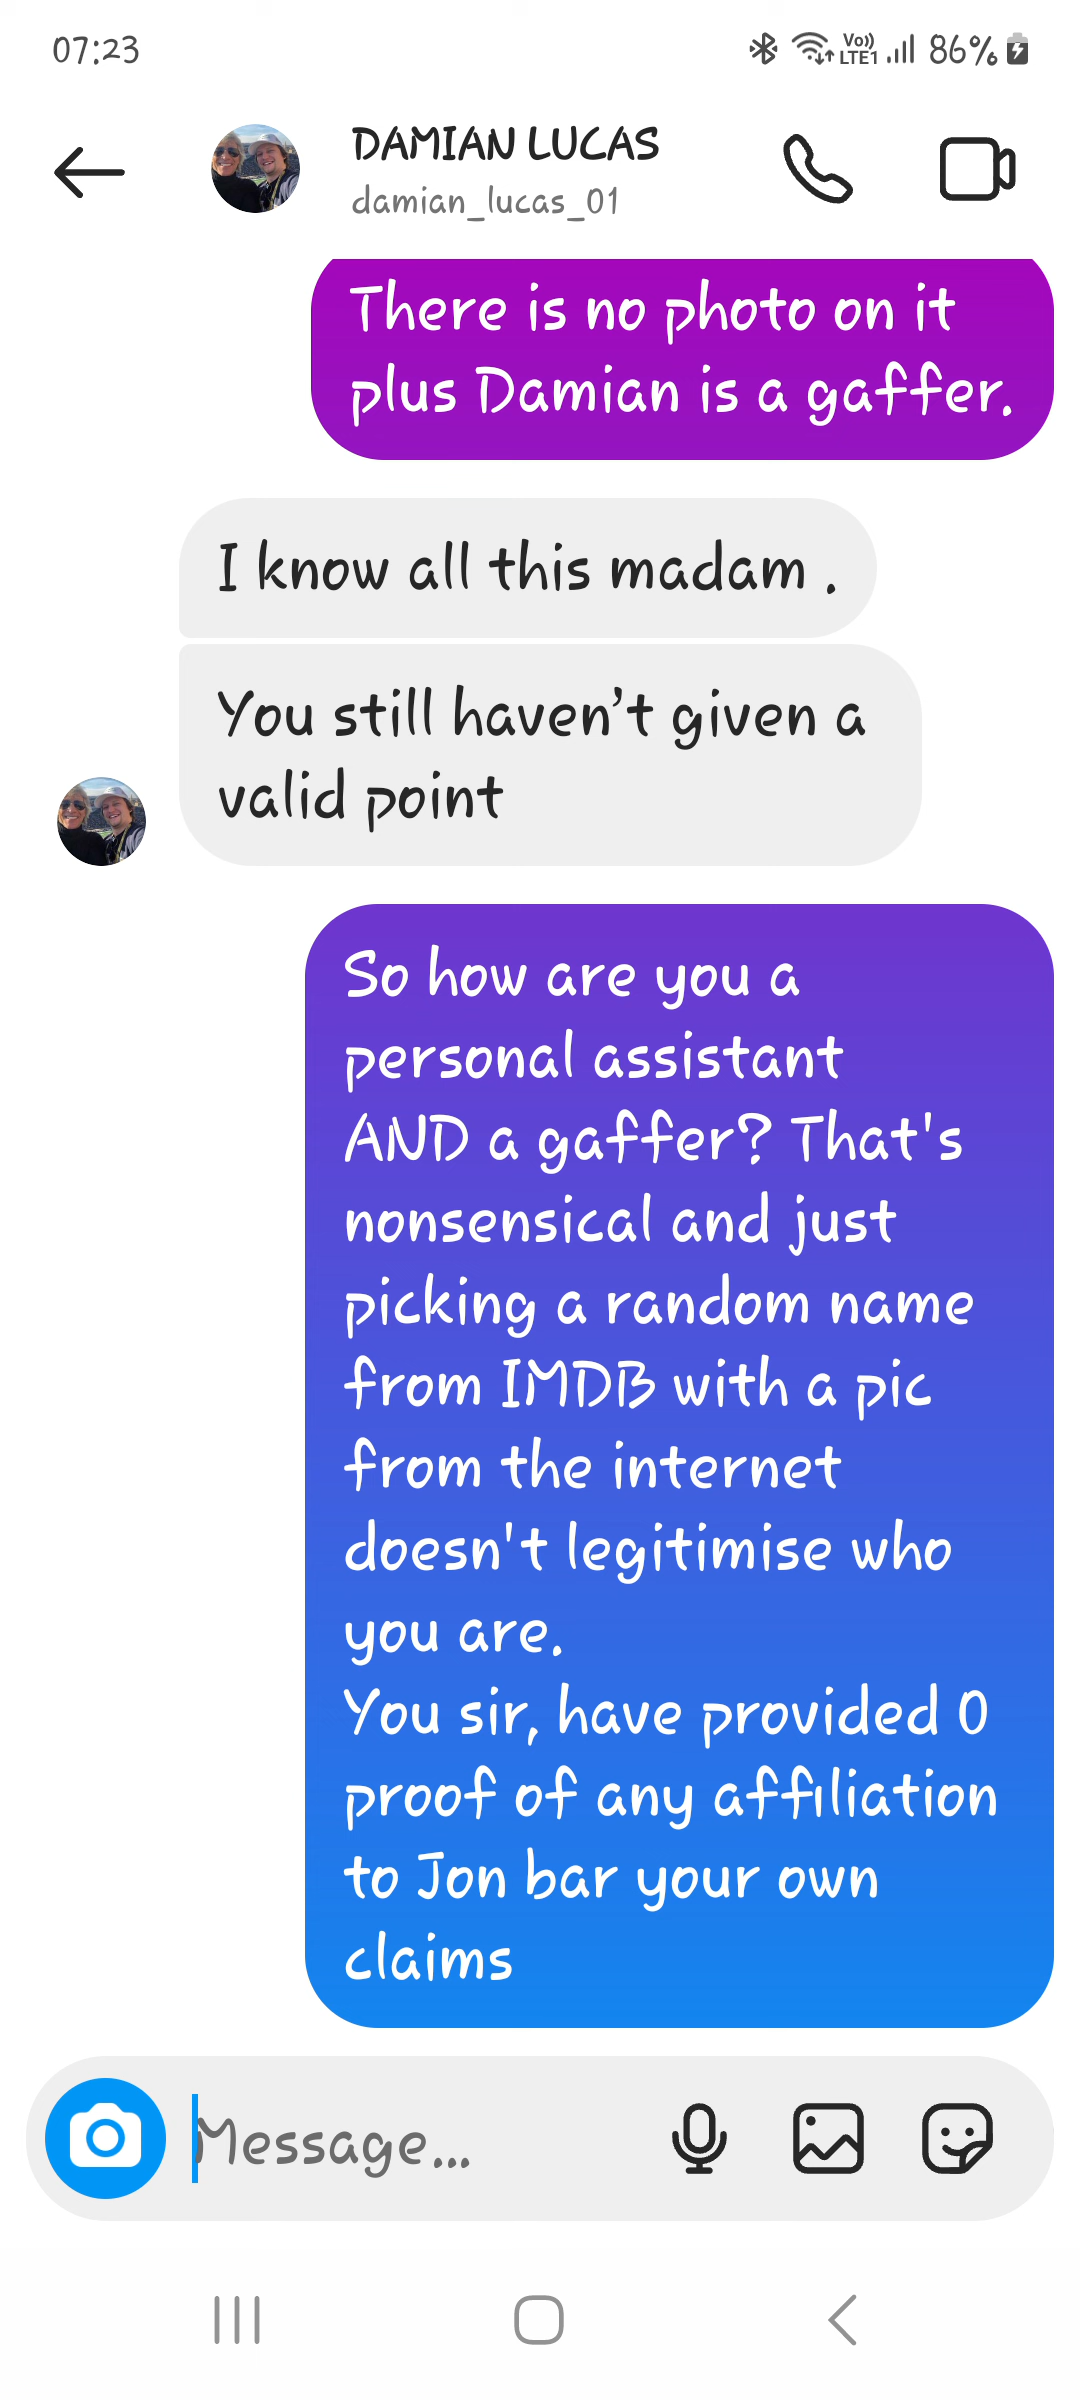 07:23
Vo)) LTE1 86%
DAMIAN LUCAS
damian_lucas_01
There is no photo on it
plus Damian is a gaffer.
I know all this madam .
You still haven’t given a
valid point
So how are you a
personal assistant
AND a gaffer? That's
nonsensical and just
picking a random name
from IMDB with a pic
from the internet
doesn't legitimise who
you are.
You sir, have provided 0
proof of any affiliation
to Jon bar your own
claims
Message...